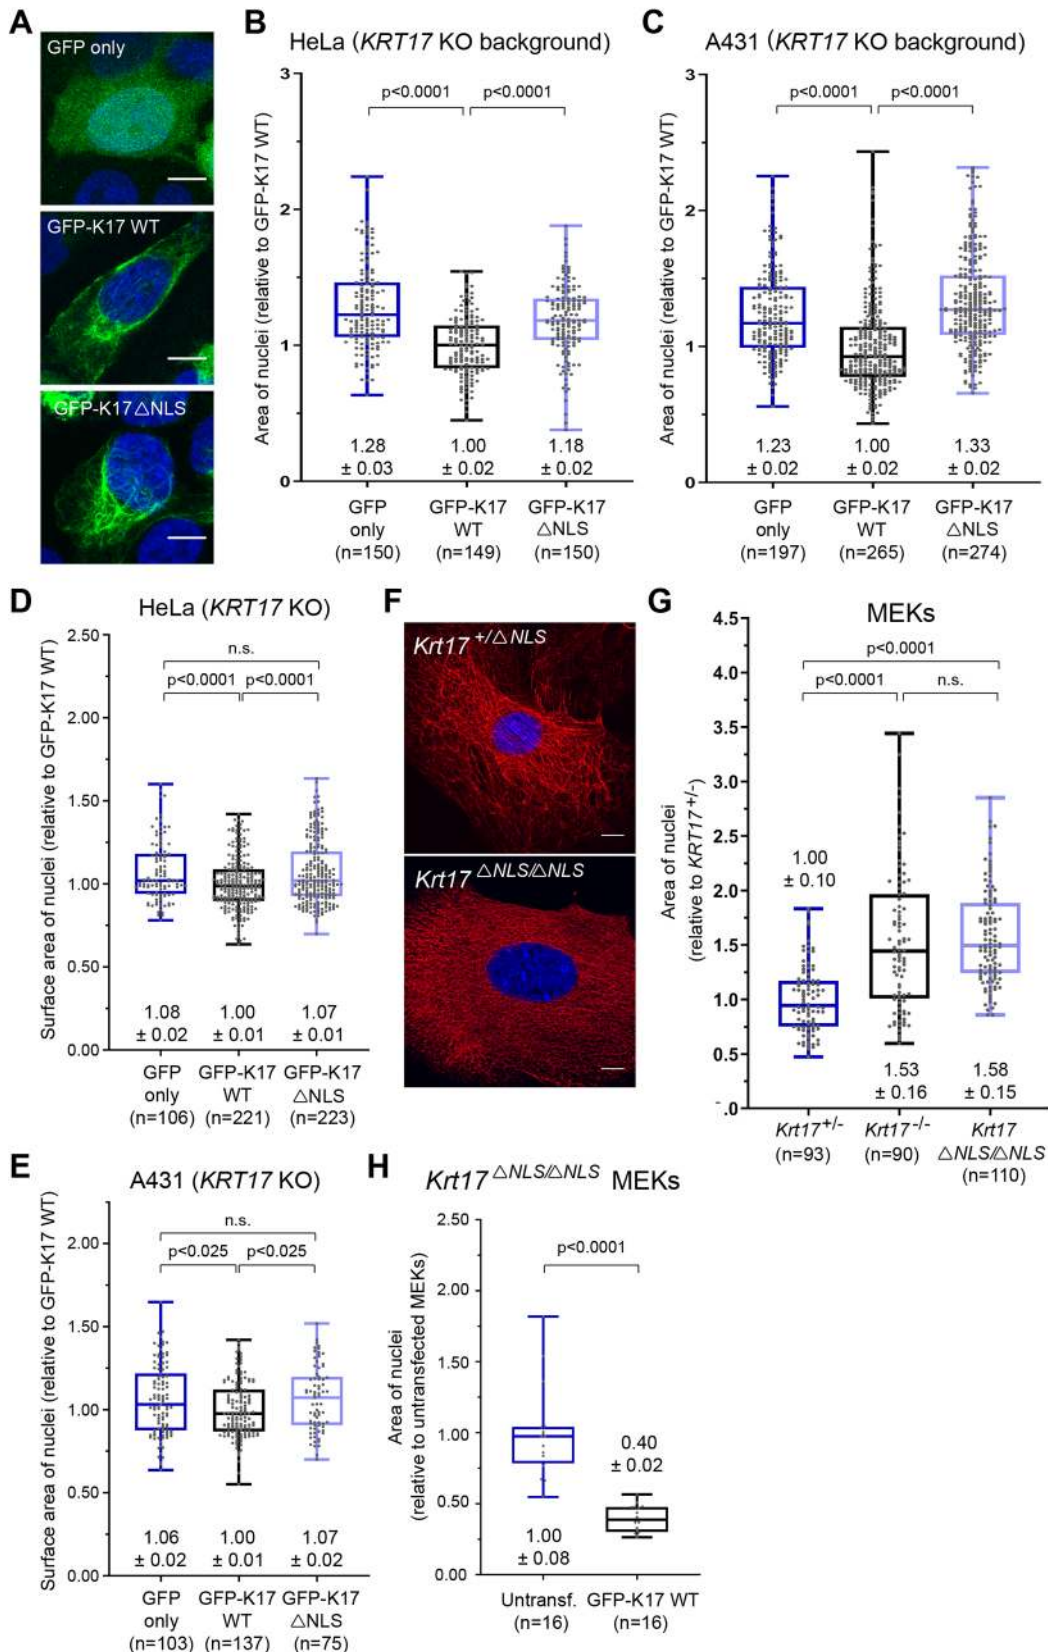 A
GFP only
GFP-K17 WT
GFP-K17△NLS
B
HeLa (KRT17 KO background)
Area of nuclei (relative to GFP-K17 WT)
3
2
1
0
p<0.0001
p<0.0001
1.28
± 0.03
1.00
± 0.02
1.18
± 0.02
GFP
only
(n=150)
GFP-K17
WT
(n=149)
GFP-K17
△NLS
(n=150)
C
A431 (KRT17 KO background)
Area of nuclei (relative to GFP-K17 WT)
3
2
1
0
p<0.0001
p<0.0001
1.23
± 0.02
1.00
± 0.02
1.33
± 0.02
GFP
only
(n=197)
GFP-K17
WT
(n=265)
GFP-K17
△NLS
(n=274)
D
HeLa (KRT17 KO)
Surface area of nuclei (relative to GFP-K17 WT)
2.50
2.00
1.50
1.00
0.50
0.00
n.s.
p<0.0001
p<0.0001
1.08
± 0.02
1.00
± 0.01
1.07
± 0.01
GFP
only
(n=106)
GFP-K17
WT
(n=221)
GFP-K17
△NLS
(n=223)
F
Krt17 +/△NLS
Krt17 △NLS/△NLS
G
MEKs
Area of nuclei
(relative to KRT17+/-)
4.5
4.0
3.5
3.0
2.5
2.0
1.5
1.0
0.5
.0
p<0.0001
p<0.0001
n.s.
1.00
± 0.10
1.53
± 0.16
1.58
± 0.15
Krt17+/-
(n=93)
Krt17-/-
(n=90)
Krt17
△NLS/△NLS
(n=110)
E
A431 (KRT17 KO)
Surface area of nuclei (relative to GFP-K17 WT)
2.00
1.50
1.00
0.50
0.00
n.s.
p<0.025
p<0.025
1.06
± 0.02
1.00
± 0.01
1.07
± 0.02
GFP
only
(n=103)
GFP-K17
WT
(n=137)
GFP-K17
△NLS
(n=75)
H
Krt17 △NLS/△NLS MEKs
Area of nuclei
(relative to untransfected MEKs)
2.50
2.00
1.50
1.00
0.50
0.00
p<0.0001
1.00
± 0.08
0.40
± 0.02
Untransf.
(n=16)
GFP-K17 WT
(n=16)